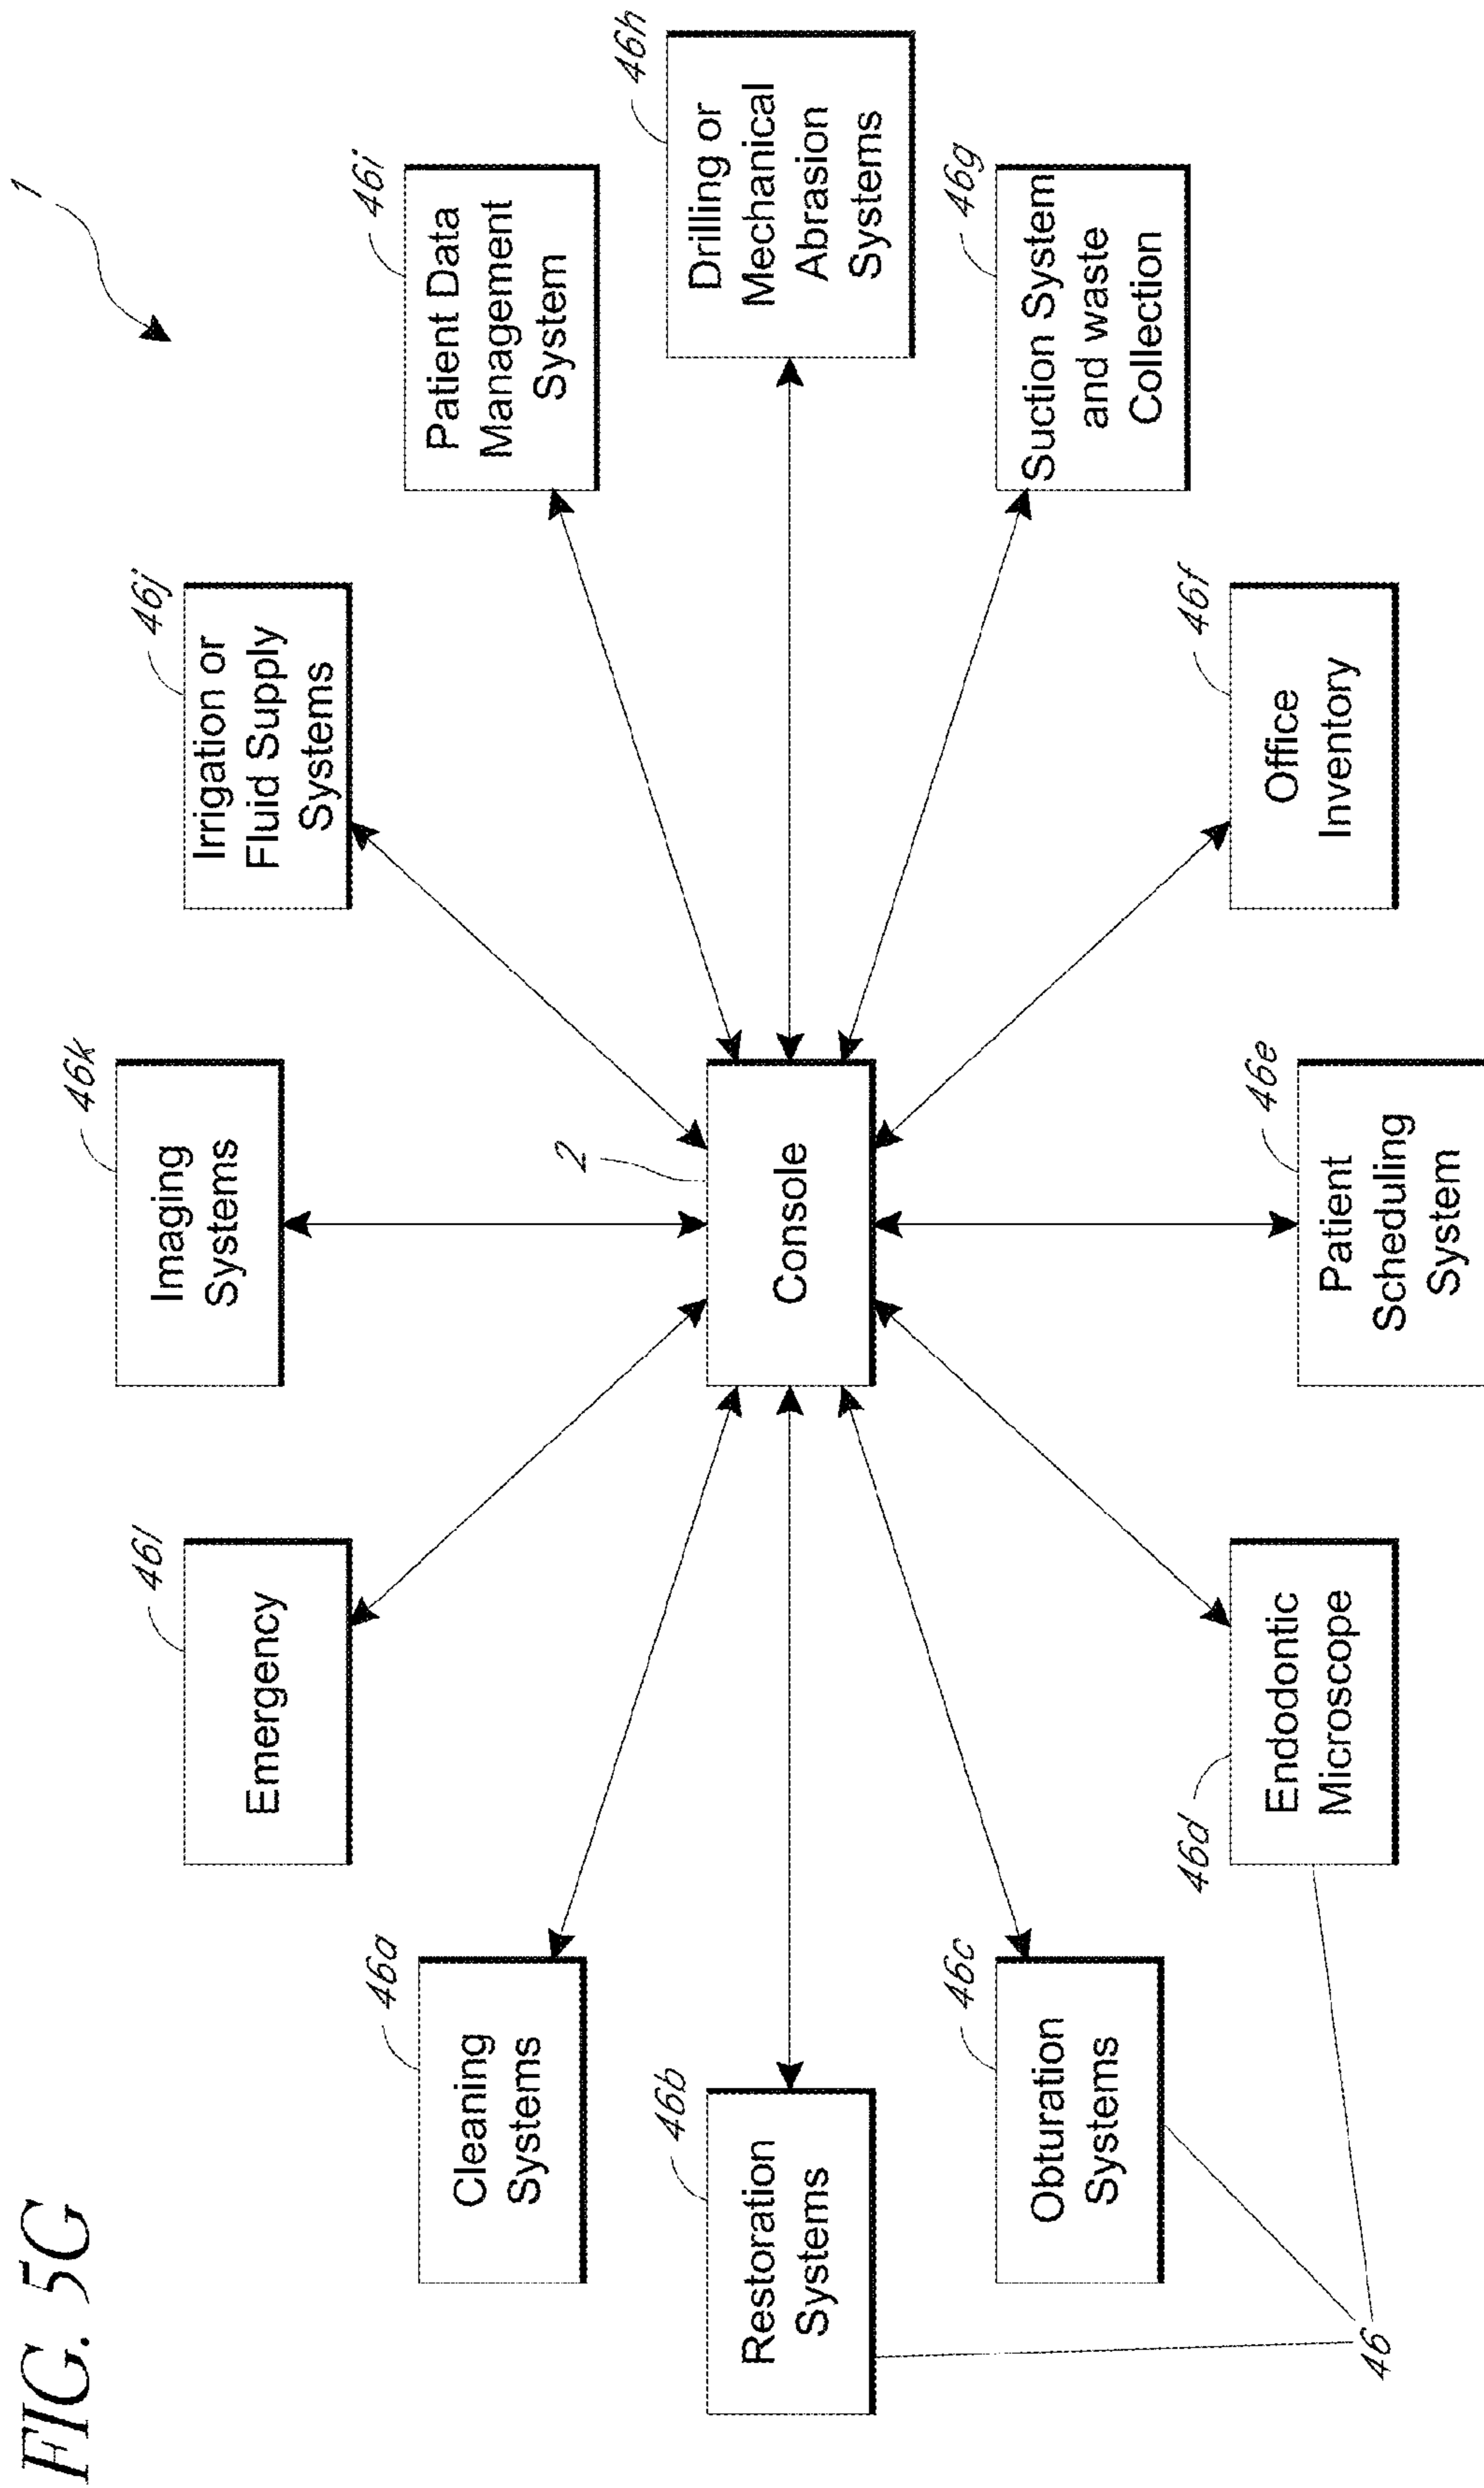 FIG. 5G
1
46l
Emergency
46k
Imaging
Systems
46j
Irrigation or
Fluid Supply
Systems
46a
Cleaning
Systems
46i
Patient Data
Management
System
46b
Restoration
Systems
2
Console
46h
Drilling or
Mechanical
Abrasion
Systems
46c
Obturation
Systems
46g
Suction System
and waste
Collection
46d
Endodontic
Microscope
46f
Office
Inventory
46e
Patient
Scheduling
System
46